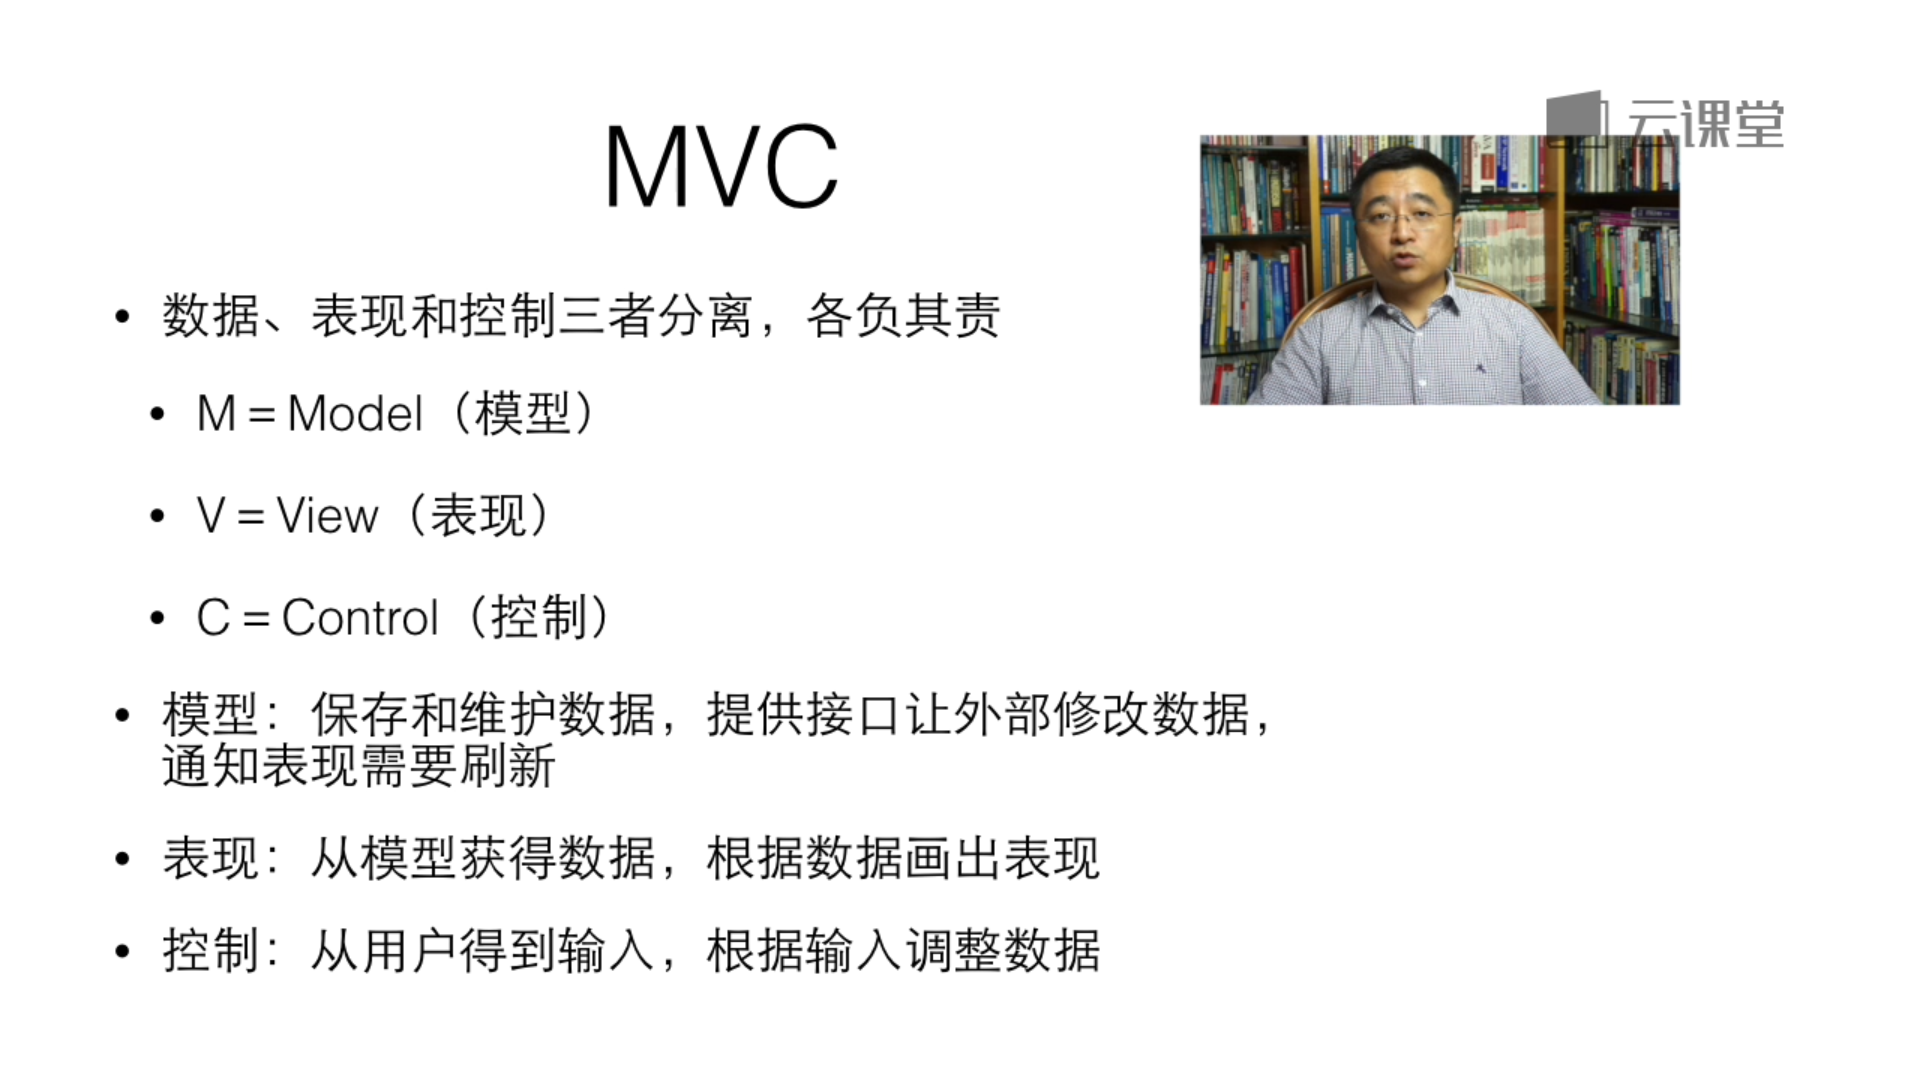 云课堂
MVC
• 数据、表现和控制三者分离，各负其责
• M = Model（模型）
• V = View（表现）
• C = Control（控制）
• 模型：保存和维护数据，提供接口让外部修改数据，
通知表现需要刷新
• 表现：从模型获得数据，根据数据画出表现
• 控制：从用户得到输入，根据输入调整数据